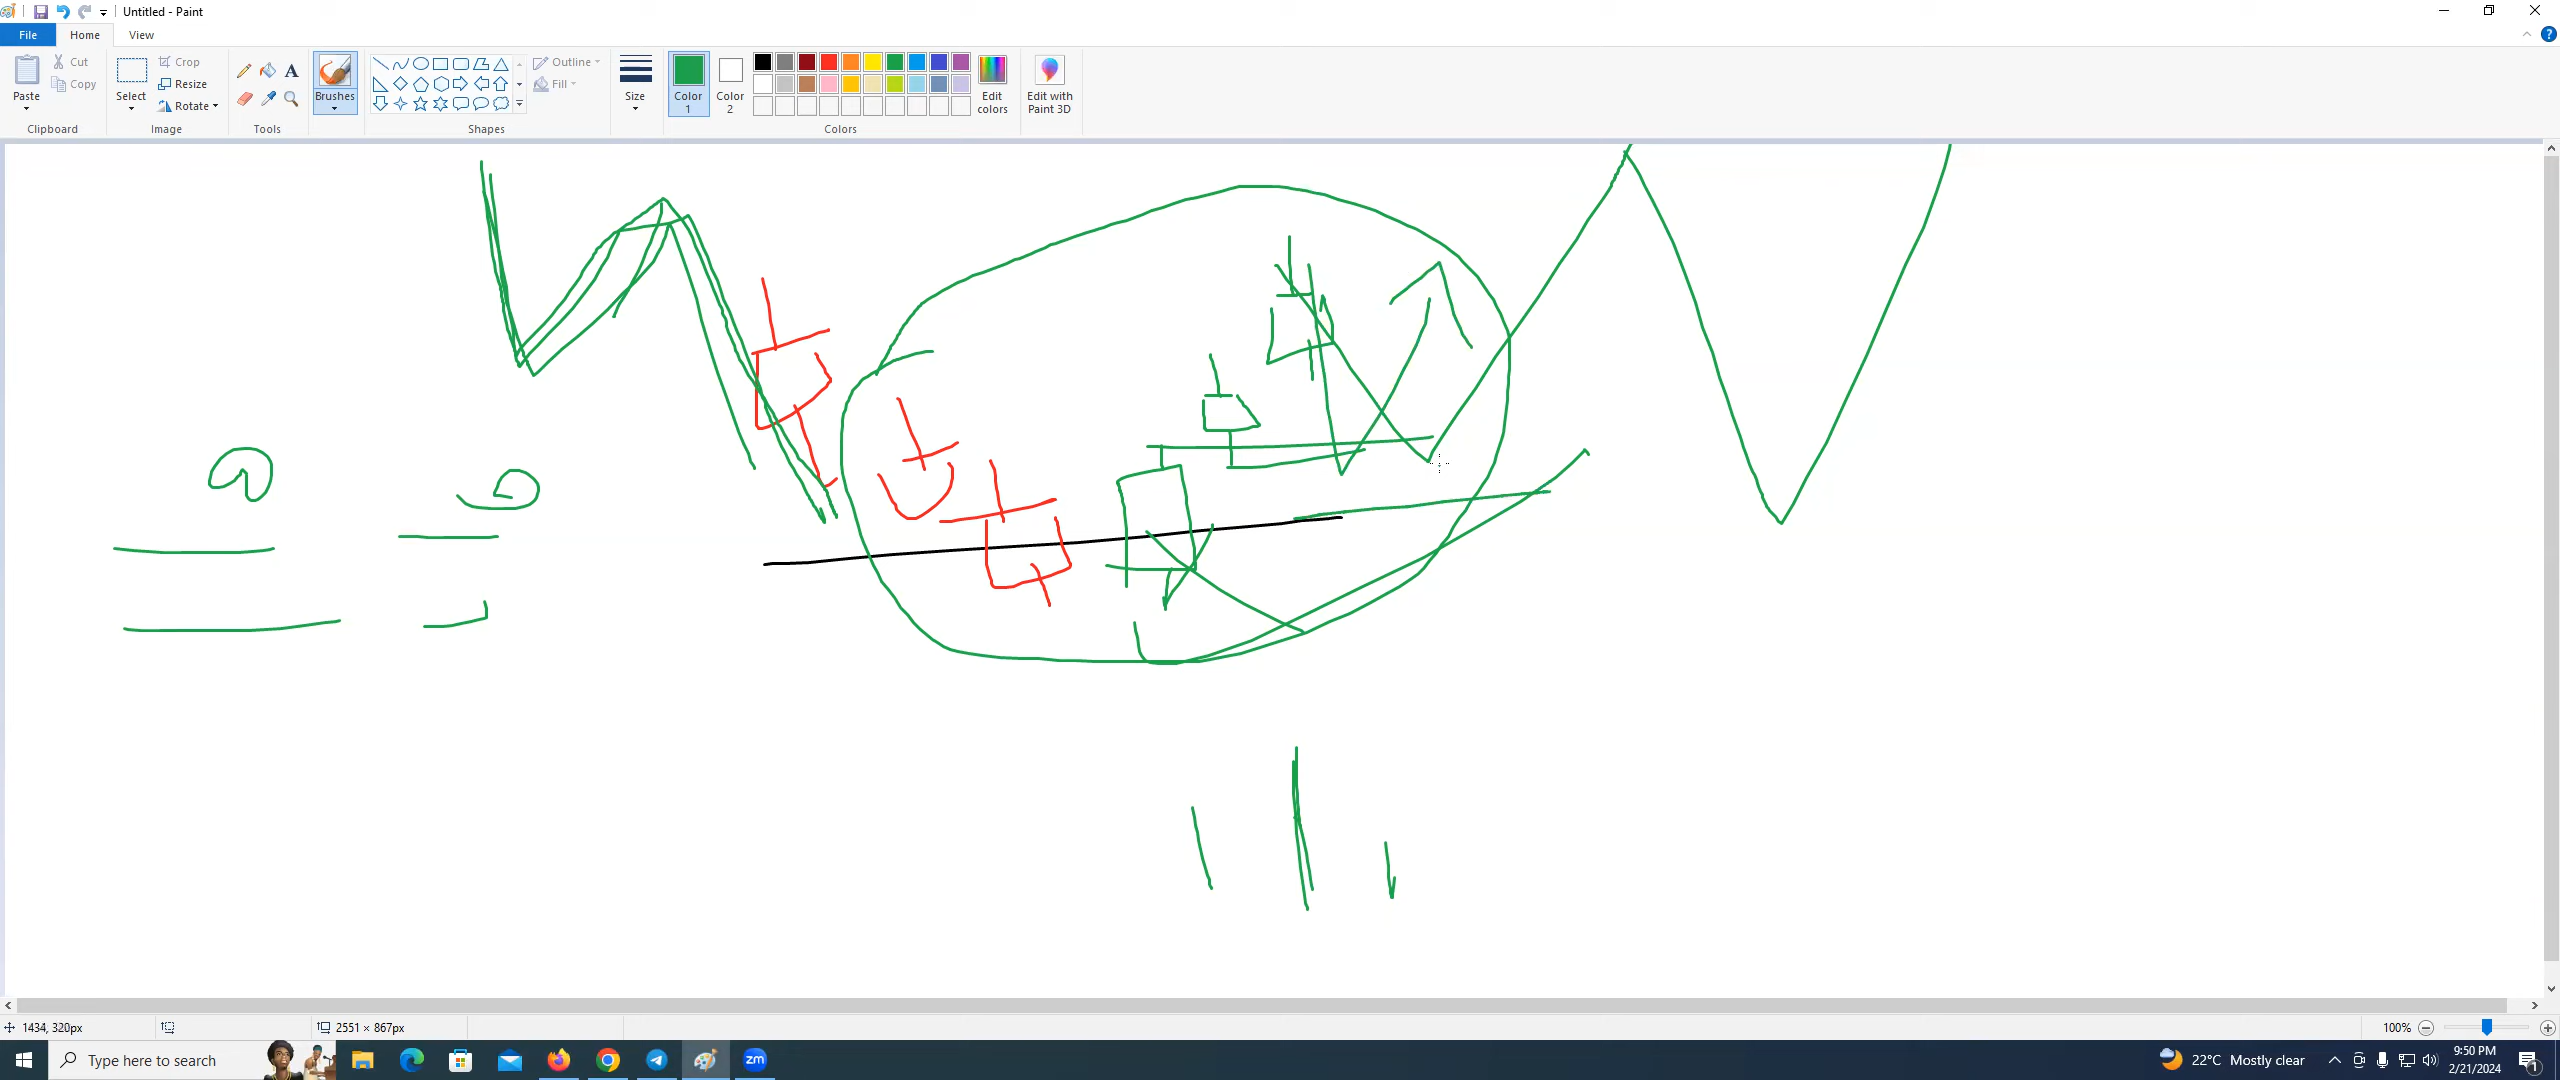 Untitled - Paint
File Home View
Paste Cut Copy Clipboard
Select Crop Resize Rotate Image
Tools
Brushes
Shapes
Outline Fill
Size
Color 1 Color 2
Edit colors
Colors
Edit with Paint 3D
1434, 320px
2551 × 867px
100%
Type here to search
zm
22°C Mostly clear
9:50 PM
2/21/2024
1